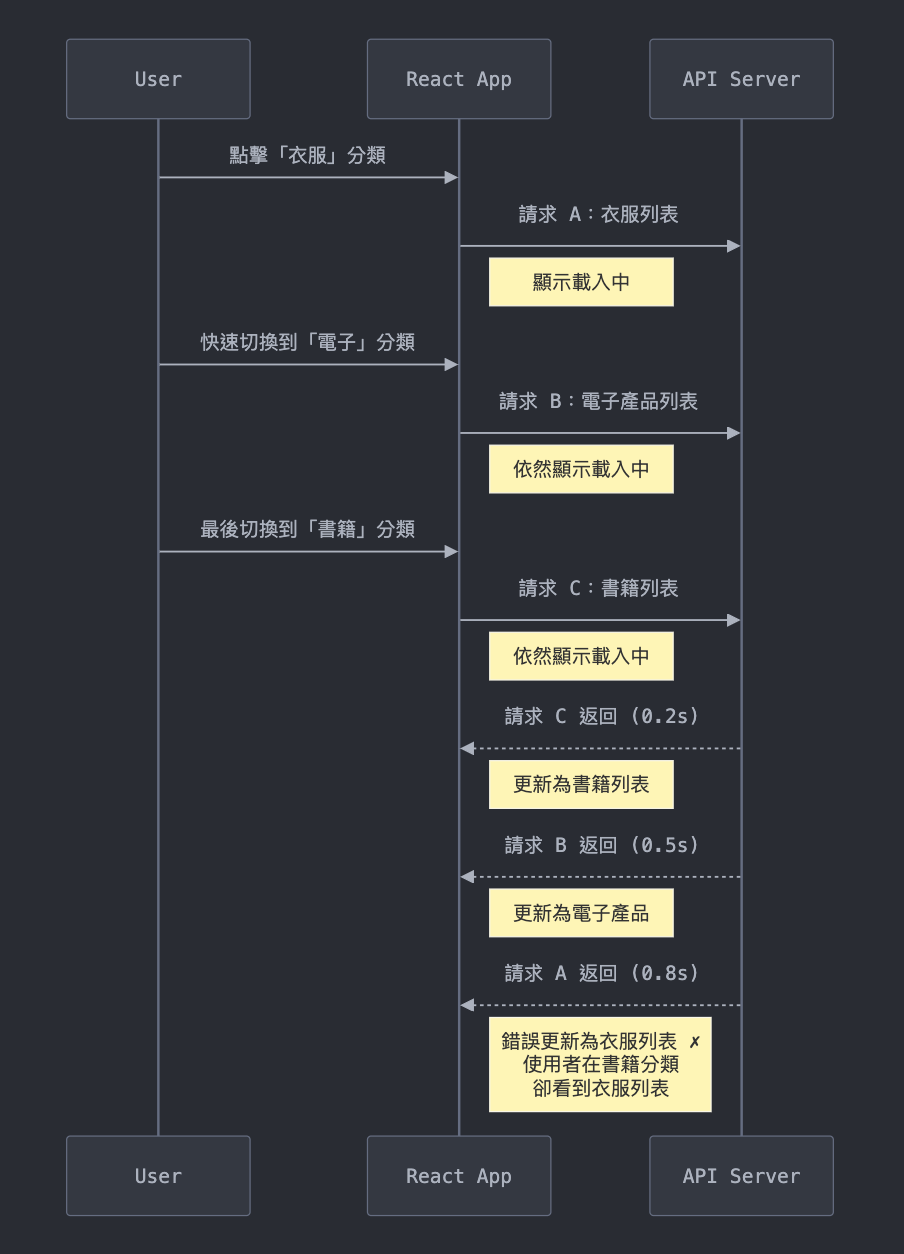 User
React App
API Server
點擊「衣服」分類
請求 A：衣服列表
顯示載入中
快速切換到「電子」分類
請求 B：電子產品列表
依然顯示載入中
最後切換到「書籍」分類
請求 C：書籍列表
依然顯示載入中
請求 C 返回 (0.2s)
更新為書籍列表
請求 B 返回 (0.5s)
更新為電子產品
請求 A 返回 (0.8s)
錯誤更新為衣服列表 ✗
使用者在書籍分類
卻看到衣服列表
User
React App
API Server